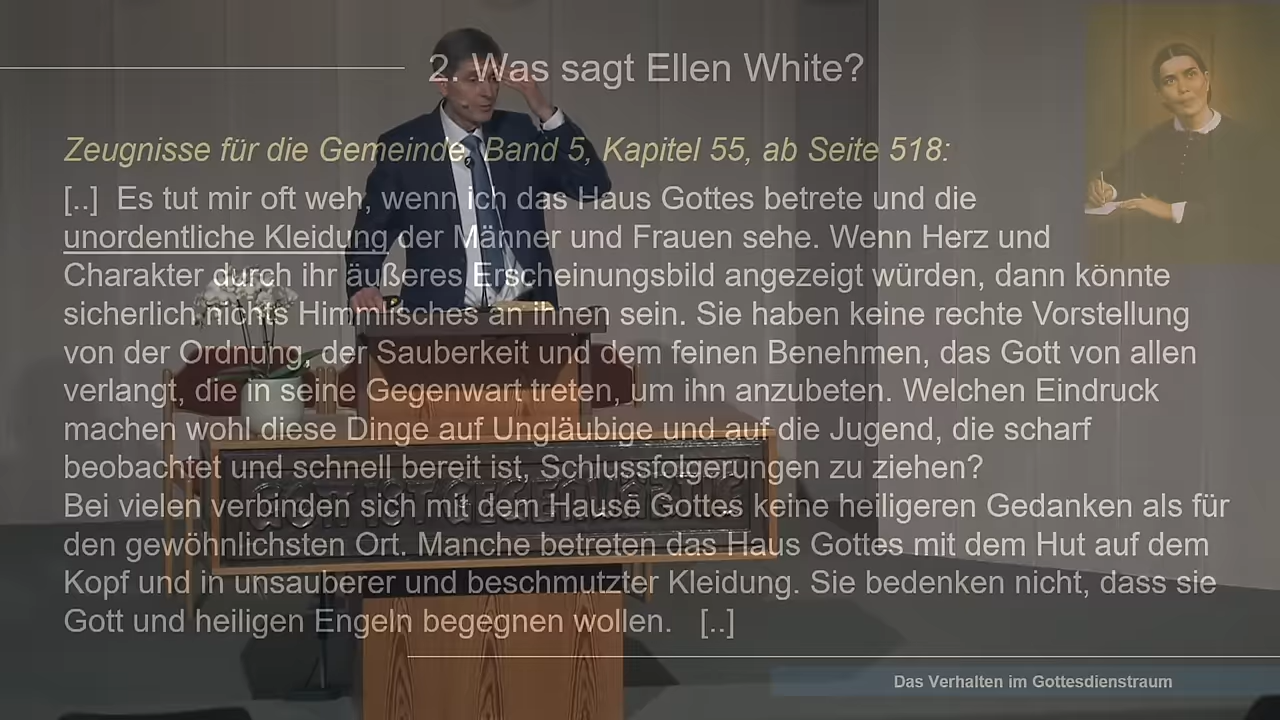 2. Was sagt Ellen White?
Zeugnisse für die Gemeinde, Band 5, Kapitel 55, ab Seite 518:
[..] Es tut mir oft weh, wenn ich das Haus Gottes betrete und die
unordentliche Kleidung der Männer und Frauen sehe. Wenn Herz und
Charakter durch ihr äußeres Erscheinungsbild angezeigt würden, dann könnte
sicherlich nichts Himmlisches an ihnen sein. Sie haben keine rechte Vorstellung
von der Ordnung, der Sauberkeit und dem feinen Benehmen, das Gott von allen
verlangt, die in seine Gegenwart treten, um ihn anzubeten. Welchen Eindruck
machen wohl diese Dinge auf Ungläubige und auf die Jugend, die scharf
beobachtet und schnell bereit ist, Schlussfolgerungen zu ziehen?
Bei vielen verbinden sich mit dem Hause Gottes keine heiligeren Gedanken als für
den gewöhnlichsten Ort. Manche betreten das Haus Gottes mit dem Hut auf dem
Kopf und in unsauberer und beschmutzter Kleidung. Sie bedenken nicht, dass sie
Gott und heiligen Engeln begegnen wollen. [..]
GOTT IST GEGENWÄRTIG
Das Verhalten im Gottesdienstraum